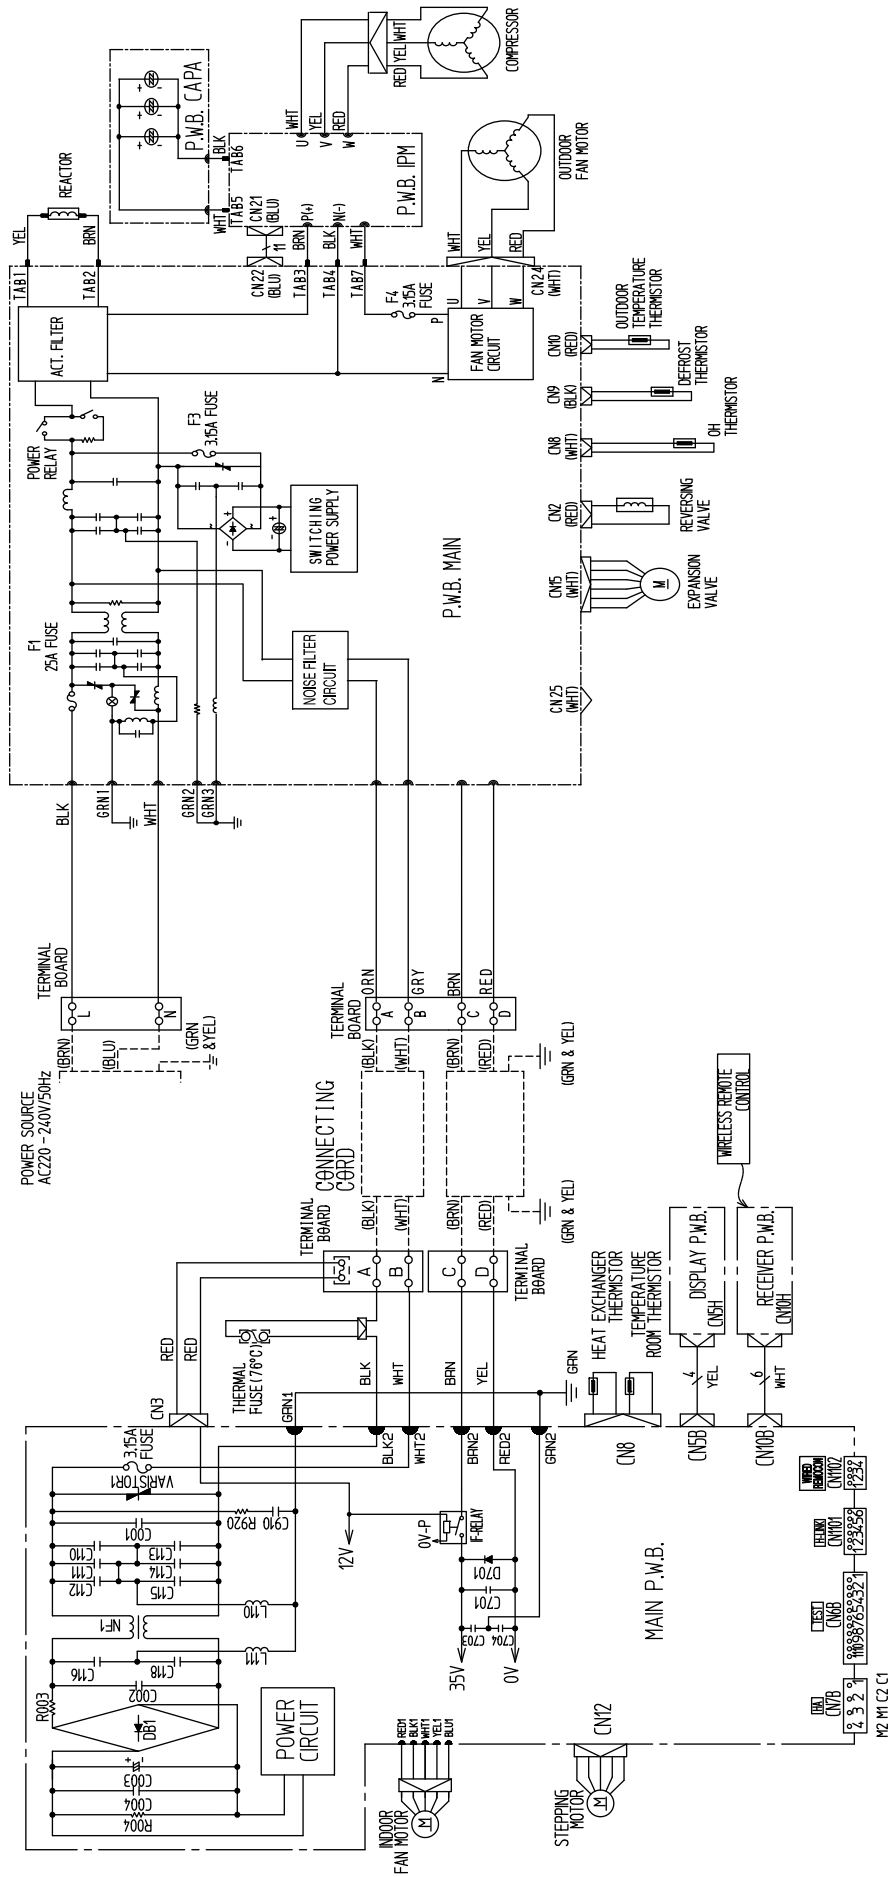 COMPRESSOR
WHT
YEL
RED
P.W.B. CAPA
+
-
+
-
+
-
REACTOR
YEL
BRN
WHT
BLK
TAB5
TAB6
WHT
YEL
RED
U
V
W
P.W.B. IPM
CN21
(BLU)
11
CN22
(BLU)
P(+)
N(-)
BRN
BLK
WHT
TAB1
TAB2
TAB3
TAB4
TAB7
OUTDOOR
FAN MOTOR
WHT
YEL
RED
U
V
W
CN24
(WHT)
F4
3.15A
FUSE
P
N
FAN MOTOR
CIRCUIT
ACT. FILTER
POWER
RELAY
F3
3.15A FUSE
+
-
+
-
SWITCHING
POWER SUPPLY
F1
25A FUSE
NOISE FILTER
CIRCUIT
P.W.B. MAIN
CN10
(RED)
OUTDOOR
TEMPERATURE
THERMISTOR
CN9
(BLK)
DEFROST
THERMISTOR
CN8
(WHT)
OH
THERMISTOR
CN2
(RED)
REVERSING
VALVE
CN15
(WHT)
M
EXPANSION
VALVE
CN25
(WHT)
BLK
GRN1
WHT
GRN2
GRN3
TERMINAL
BOARD
L
N
(BRN)
(BLU)
(GRN
&YEL)
POWER SOURCE
AC220-240V/50Hz
ORN
GRY
BRN
RED
TERMINAL
BOARD
A
B
C
D
(BLK)
(WHT)
(BRN)
(RED)
(GRN & YEL)
CONNECTING
CORD
(BLK)
(WHT)
(BRN)
(RED)
(GRN & YEL)
TERMINAL
BOARD
A
B
C
D
TERMINAL
BOARD
RED
RED
THERMAL
FUSE(76°C)
BLK
WHT
BRN
YEL
GRN
CN3
GRN1
BLK2
WHT2
BRN2
RED2
GRN2
HEAT EXCHANGER
THERMISTOR
TEMPERATURE
ROOM THERMISTOR
CN8
WIRELESS REMOTE
CONTROL
DISPLAY P.W.B.
CN5H
RECEIVER P.W.B.
CN10H
4
YEL
6
WHT
CN5B
CN10B
3.15A
FUSE
VARISTOR1
R920
C910
C001
C110
C111
C112
C113
C114
C115
L110
L111
NF1
C116
C118
C002
R003
DB1
+
-
C003
C004
R004
POWER
CIRCUIT
12V
0V-P
IF-RELAY
D701
C701
C703
C704
35V
0V
MAIN P.W.B.
WIRED
REMOCON
CN1102
1234
H-LINK
CN1101
123456
TEST
CN6B
1110987654321
HA
CN7B
4 3 2 1
M2 M1 C2 C1
RED1
BLK1
WHT1
YEL1
BLU1
INDOOR
FAN MOTOR
M
CN12
STEPPING
MOTOR
M